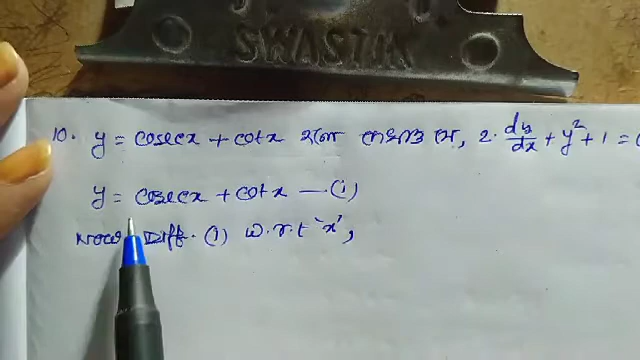 SWASTIK
10. y = cosecx + cotx হলে দেখাও যে, 2. dy/dx + y² + 1 = 0
y = cosecx + cotx — (1)
Now Diff. (1) w.r.t 'x',